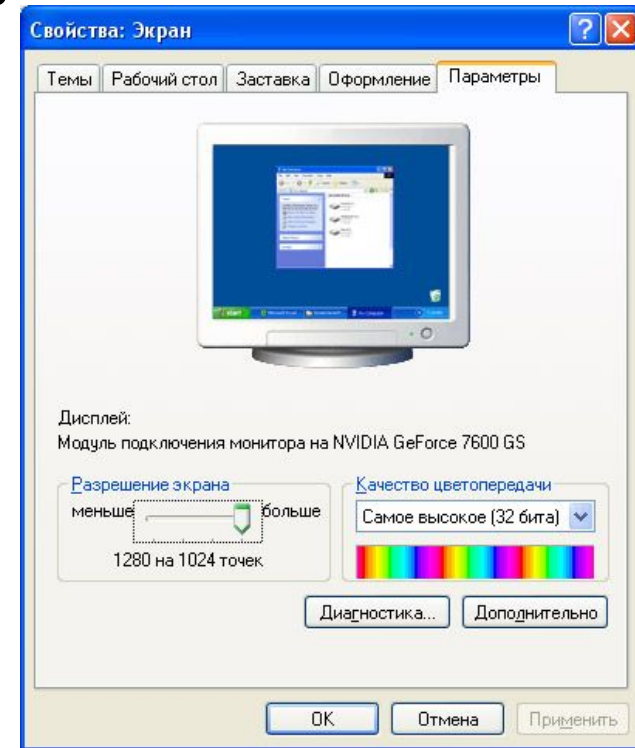 Свойства: Экран
Темы
Рабочий стол
Заставка
Оформление
Параметры
start
Дисплей:
Модуль подключения монитора на NVIDIA GeForce 7600 GS
Разрешение экрана
меньше
больше
1280 на 1024 точек
Качество цветопередачи
Самое высокое (32 бита)
Диагностика...
Дополнительно
OK
Отмена
Применить